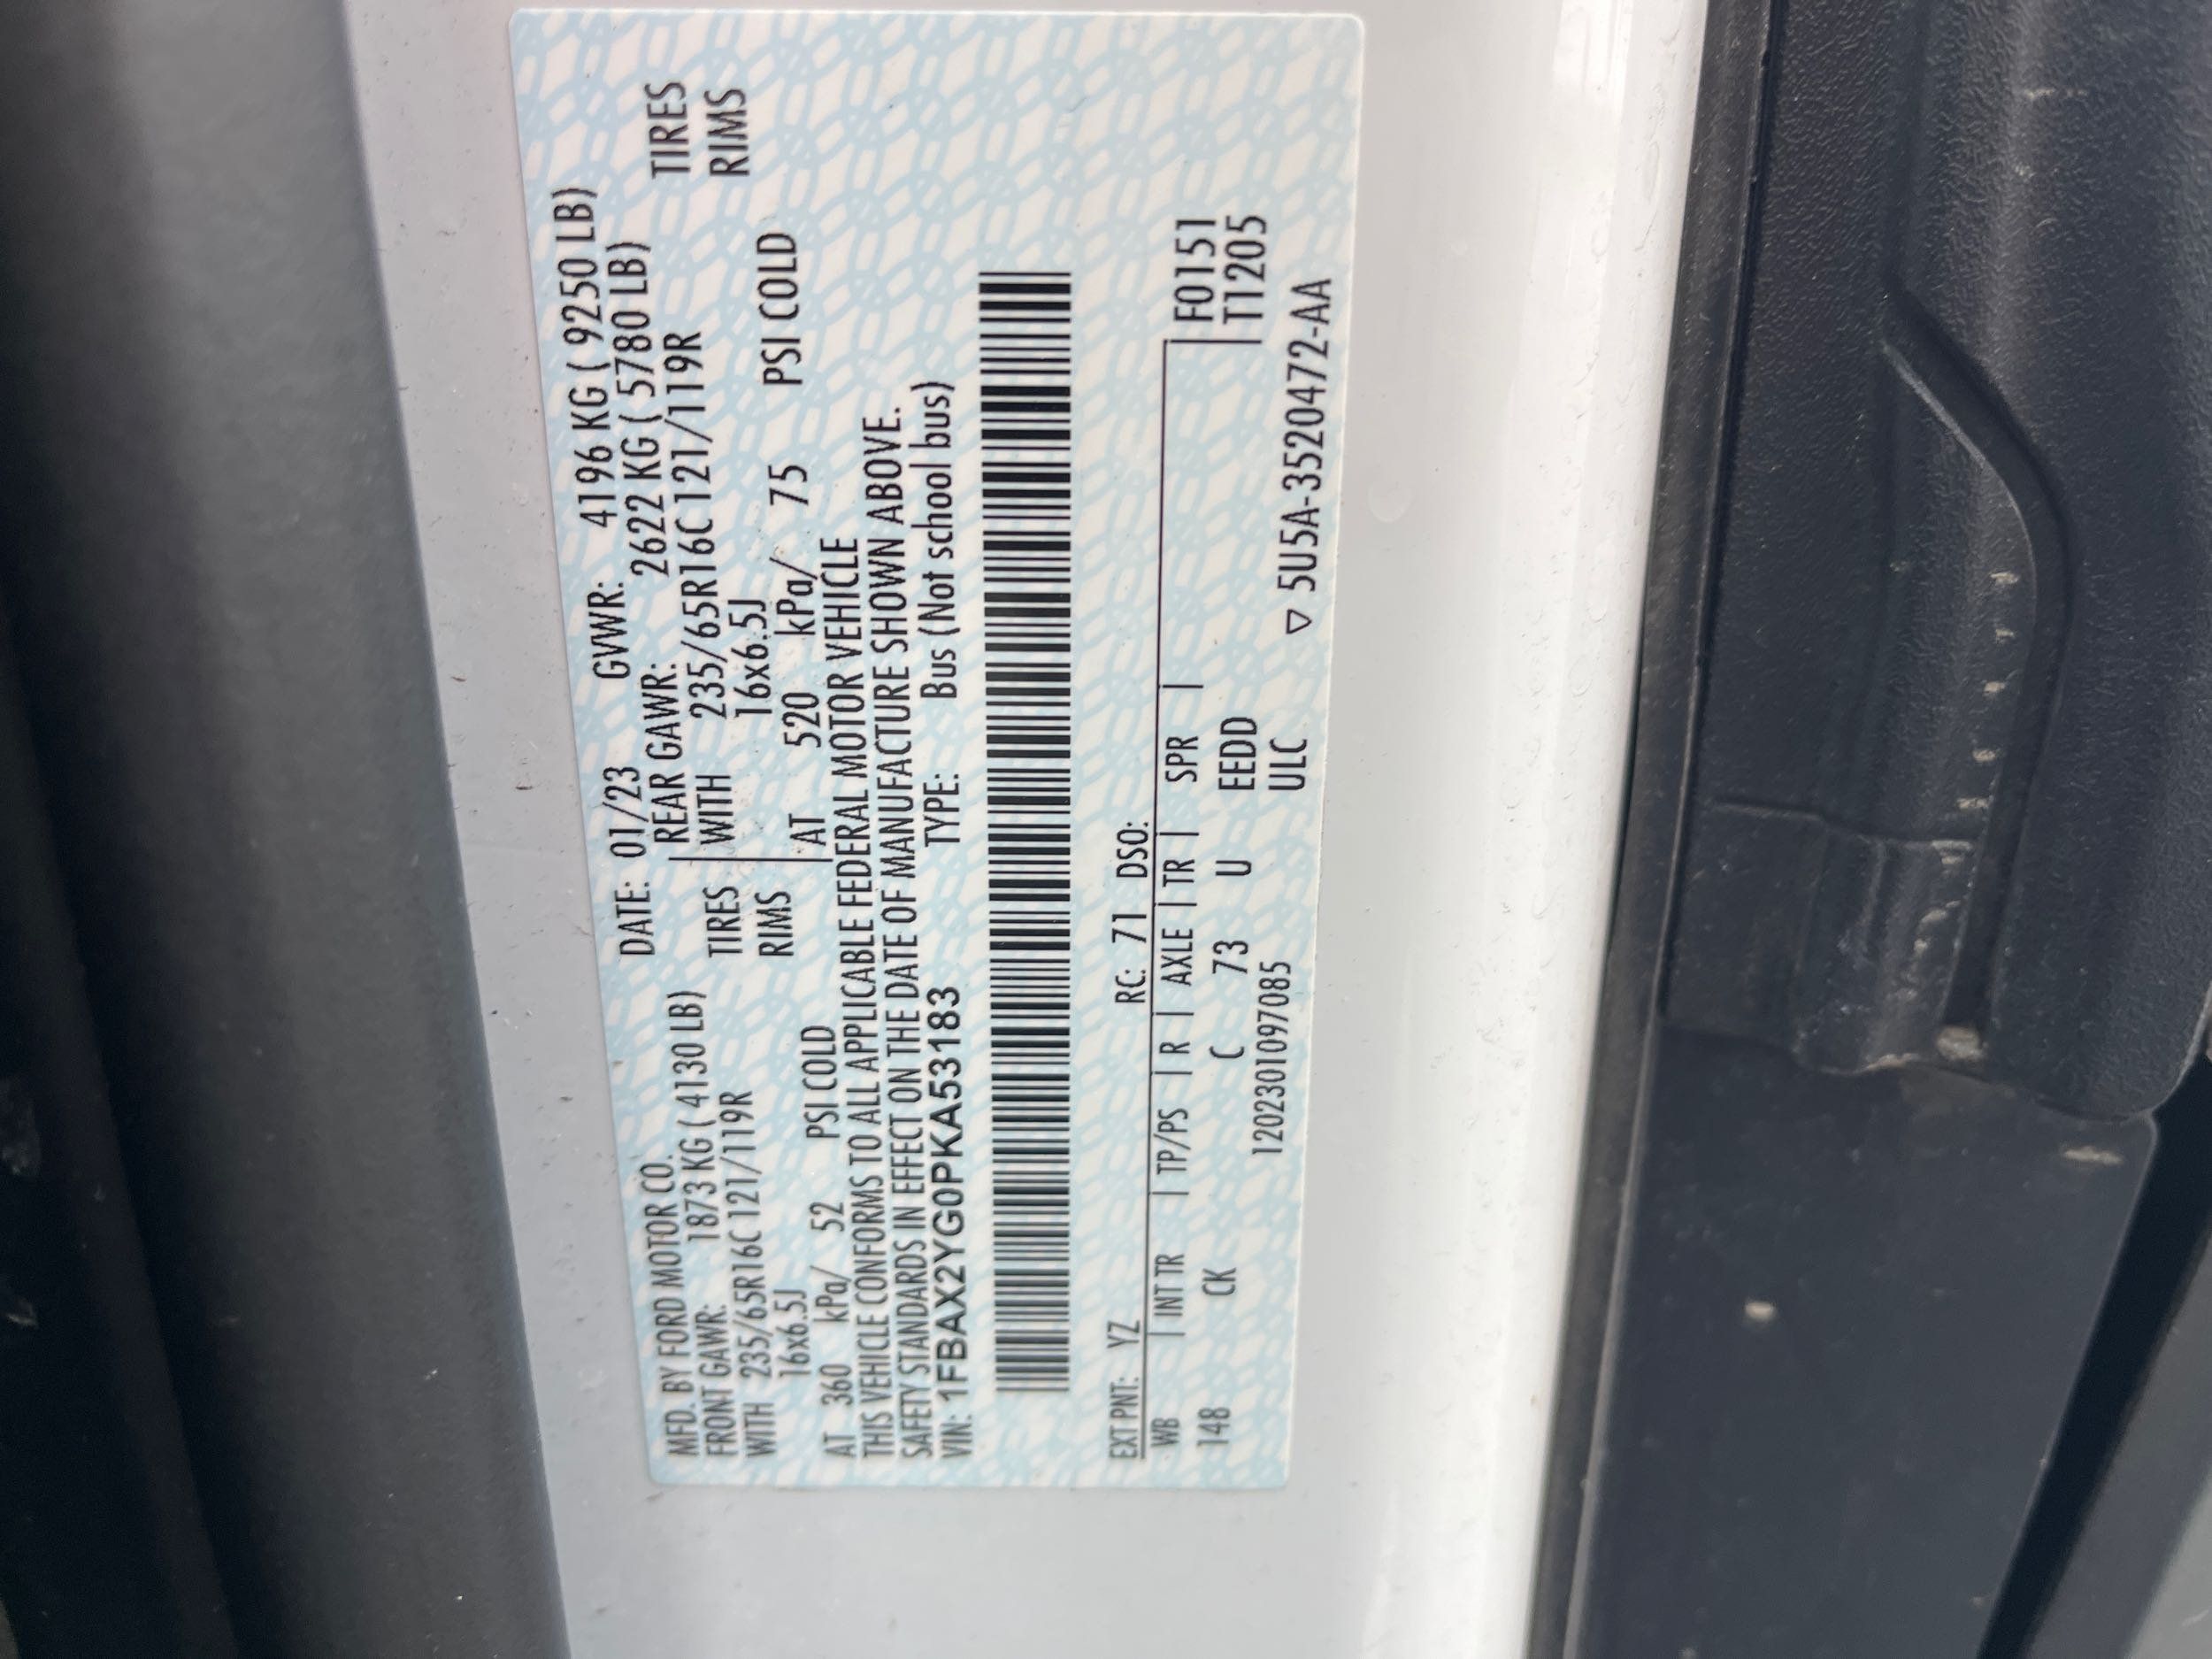 MFD. BY FORD MOTOR CO. DATE: 01/23 GVWR: 4196 KG ( 9250 LB)
FRONT GAWR: 1873 KG ( 4130 LB) REAR GAWR: 2622 KG ( 5780 LB)
WITH 235/65R16C 121/119R TIRES WITH 235/65R16C 121/119R TIRES
16x6.5J RIMS 16x6.5J RIMS
AT 360 kPa/ 52 PSI COLD AT 520 kPa/ 75 PSI COLD
THIS VEHICLE CONFORMS TO ALL APPLICABLE FEDERAL MOTOR VEHICLE
SAFETY STANDARDS IN EFFECT ON THE DATE OF MANUFACTURE SHOWN ABOVE.
VIN: 1FBAX2YG0PKA53183 TYPE: Bus (Not school bus)
EXT PNT: YZ RC: 71 DSO:
WB | INT TR | TP/PS | R | AXLE | TR | SPR | F0151
148 CK C 73 U EEDD T1205
1202301097085 ULC ▽ 5U5A-3520472-AA